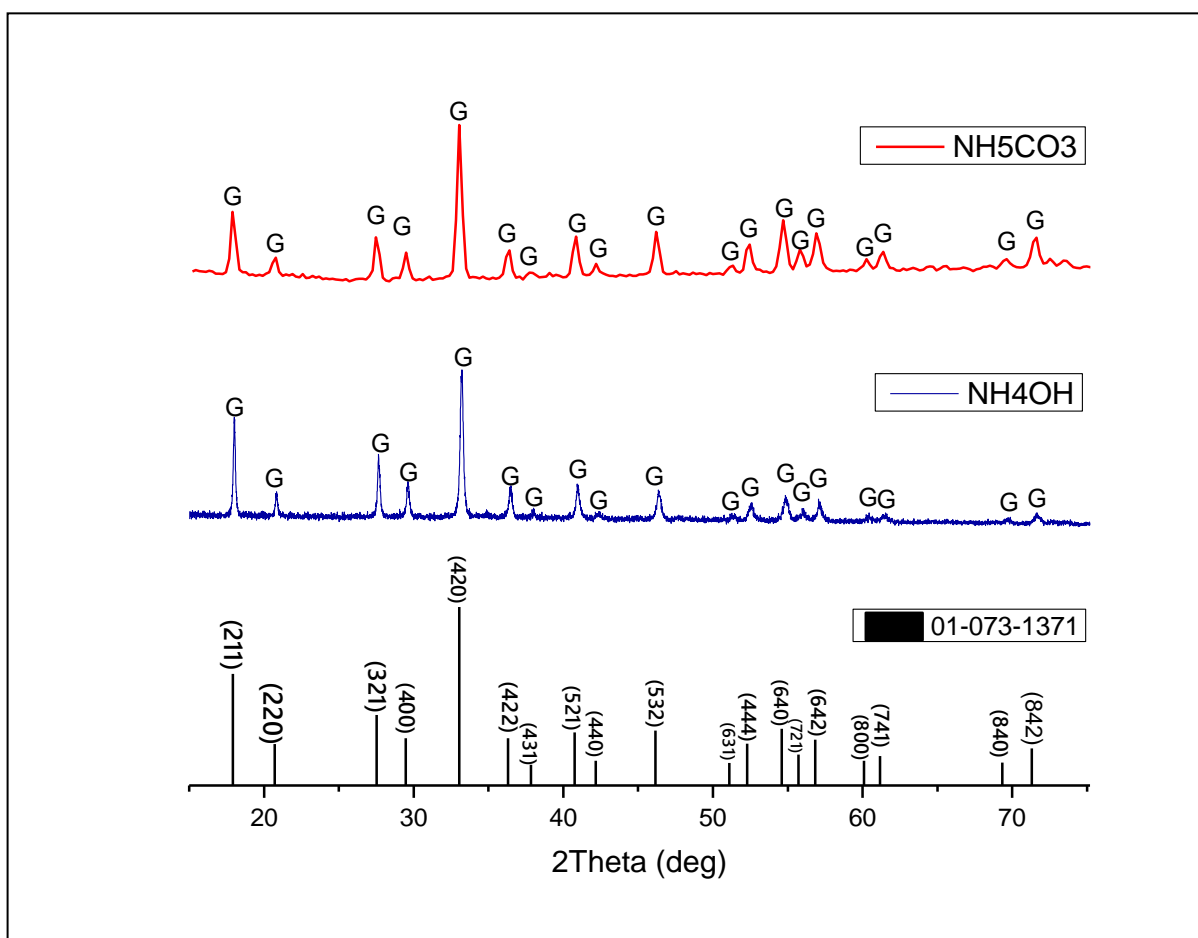 NH5CO3
G G G G G G G G G G G G G G G G G G G
NH4OH
G G G G G G G G G G G G G G G G G G G
01-073-1371
(211) (220) (321) (400) (420) (422) (431) (521) (440) (532) (631) (444) (640) (721) (642) (800) (741) (840) (842)
20 30 40 50 60 70
2Theta (deg)